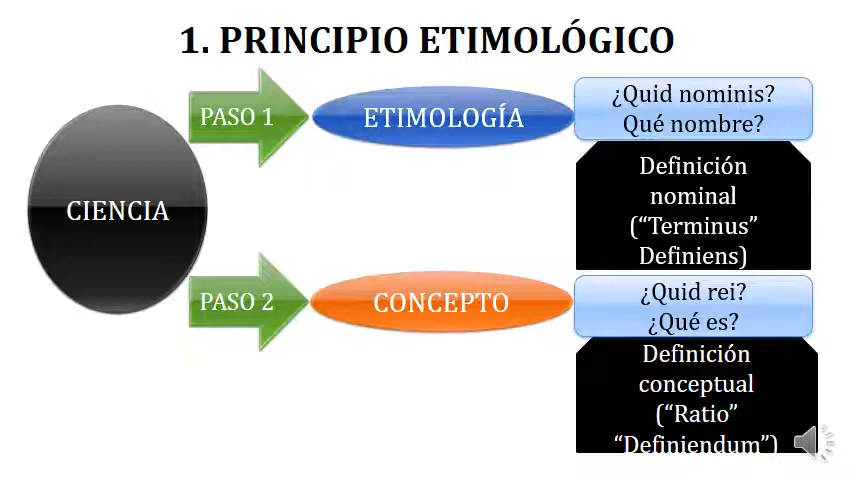 1. PRINCIPIO ETIMOLÓGICO
CIENCIA
PASO 1
ETIMOLOGÍA
¿Quid nominis?
Qué nombre?
Definición
nominal
(“Terminus”
Definiens)
PASO 2
CONCEPTO
¿Quid rei?
¿Qué es?
Definición
conceptual
(“Ratio”
“Definiendum”)